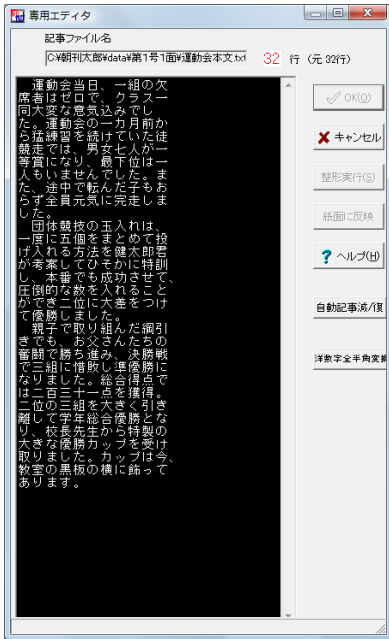 専用エディタ
記事ファイル名
C:¥朝刊太郎¥data¥第1号1面¥運動会本文.txt
32 行 (元 32行)
OK(O)
キャンセル
整形実行(S)
紙面に反映
ヘルプ(H)
自動記事減/復
洋数字全半角変
　運動会当日、一組の欠
席者はゼロで、クラス一
同大変な意気込みでし
た。運動会の一カ月前か
ら猛練習を続けていた徒
競走では、男女七人が一
等賞になり、最下位は一
人もいませんでした。ま
た、途中で転んだ子もお
らず全員元気に完走しま
した。
　団体競技の玉入れは、
一度に五個をまとめて投
げ入れる方法を健太郎君
が考案してひそかに特訓
し、本番でも成功させて、
圧倒的な数を入れること
ができ二位に大差をつけ
て優勝しました。
　親子で取り組んだ綱引
きでも、お父さんたちの
奮闘で勝ち進み、決勝戦
で三組に惜敗し準優勝に
なりました。総合得点で
は二百三十一点を獲得。
二位の三組を大きく引き
離して学年総合優勝とな
り、校長先生から特製の
大きな優勝カップを受け
取りました。カップは今、
教室の黒板の横に飾って
あります。